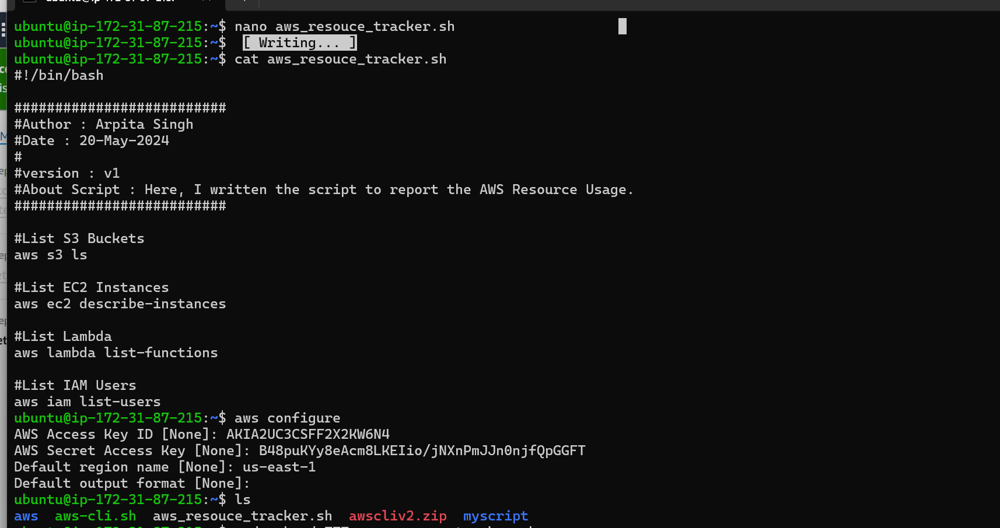 ubuntu@ip-172-31-87-215:~$ nano aws_resouce_tracker.sh
ubuntu@ip-172-31-87-215:~$ [ Writing... ]
ubuntu@ip-172-31-87-215:~$ cat aws_resouce_tracker.sh
#!/bin/bash
##########################
#Author : Arpita Singh
#Date : 20-May-2024
#
#version : v1
#About Script : Here, I written the script to report the AWS Resource Usage.
##########################
#List S3 Buckets
aws s3 ls
#List EC2 Instances
aws ec2 describe-instances
#List Lambda
aws lambda list-functions
#List IAM Users
aws iam list-users
ubuntu@ip-172-31-87-215:~$ aws configure
AWS Access Key ID [None]: AKIA2UC3CSFF2X2KW6N4
AWS Secret Access Key [None]: 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
Default region name [None]: us-east-1
Default output format [None]:
ubuntu@ip-172-31-87-215:~$ ls
aws aws-cli.sh aws_resouce_tracker.sh awscliv2.zip myscript